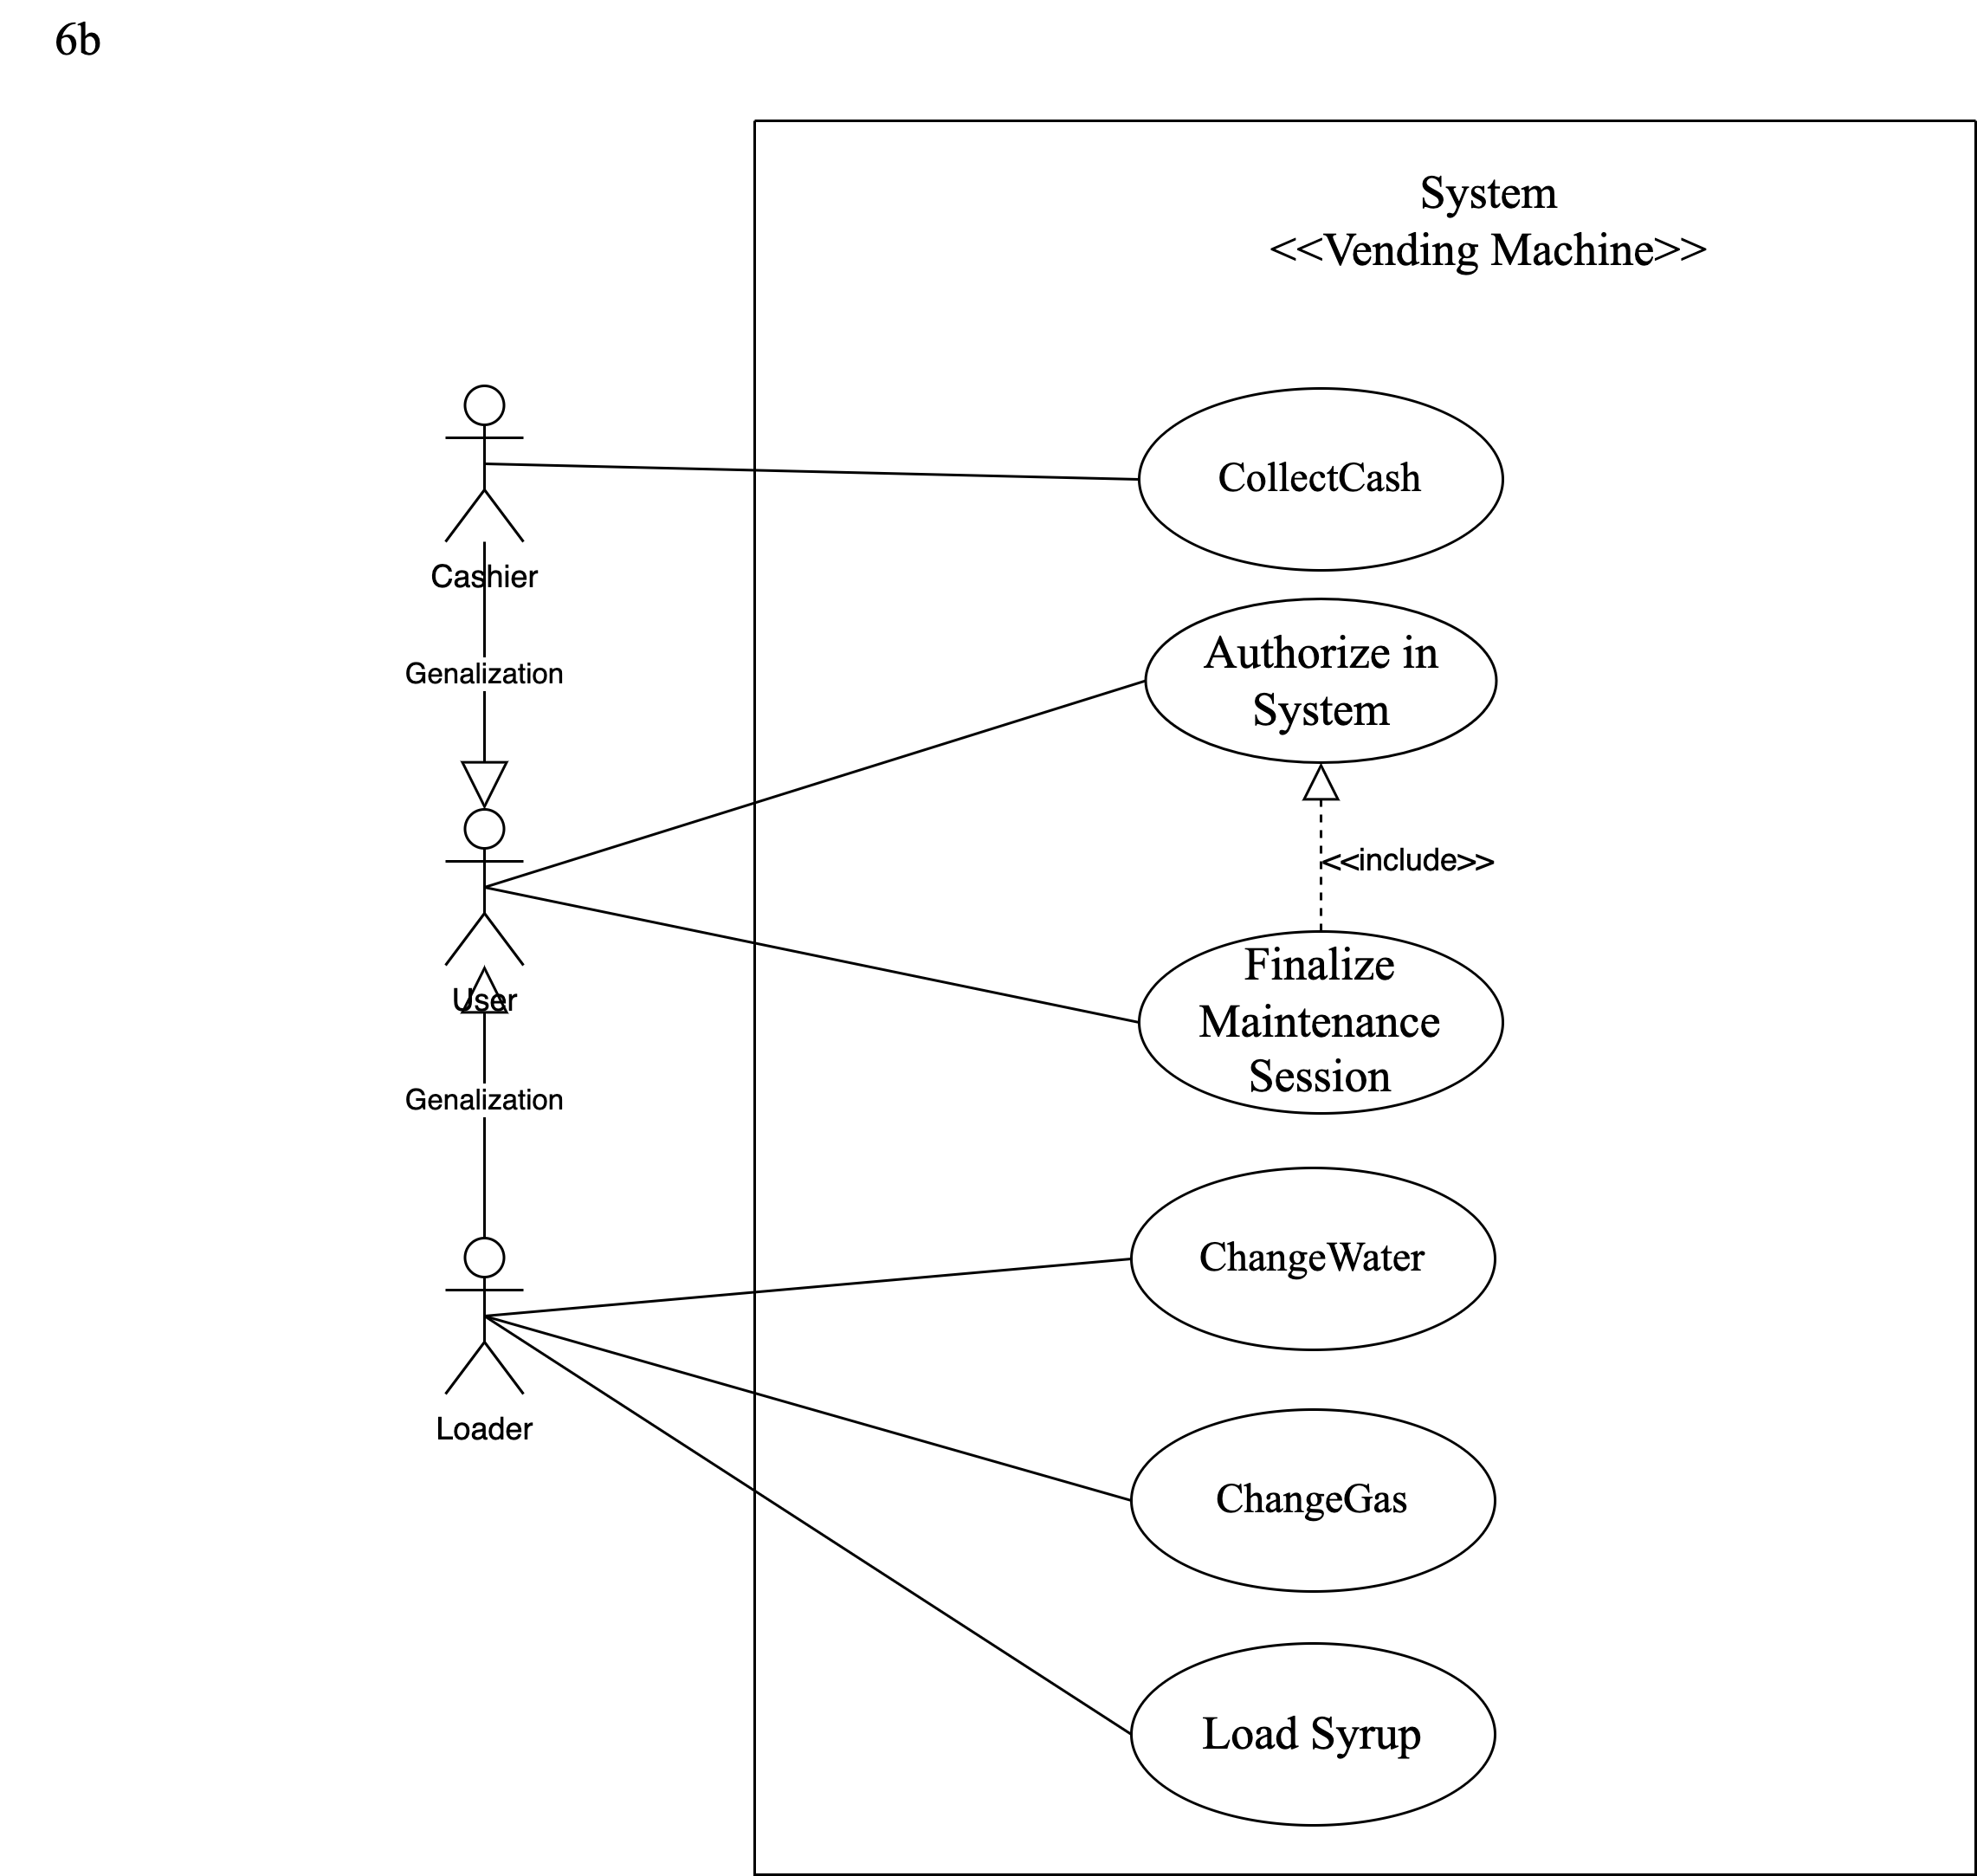 6b
System
<<Vending Machine>>
CollectCash
Cashier
Authorize in
System
Genalization
<<include>>
Finalize
Maintenance
Session
User
Genalization
ChangeWater
Loader
ChangeGas
Load Syrup